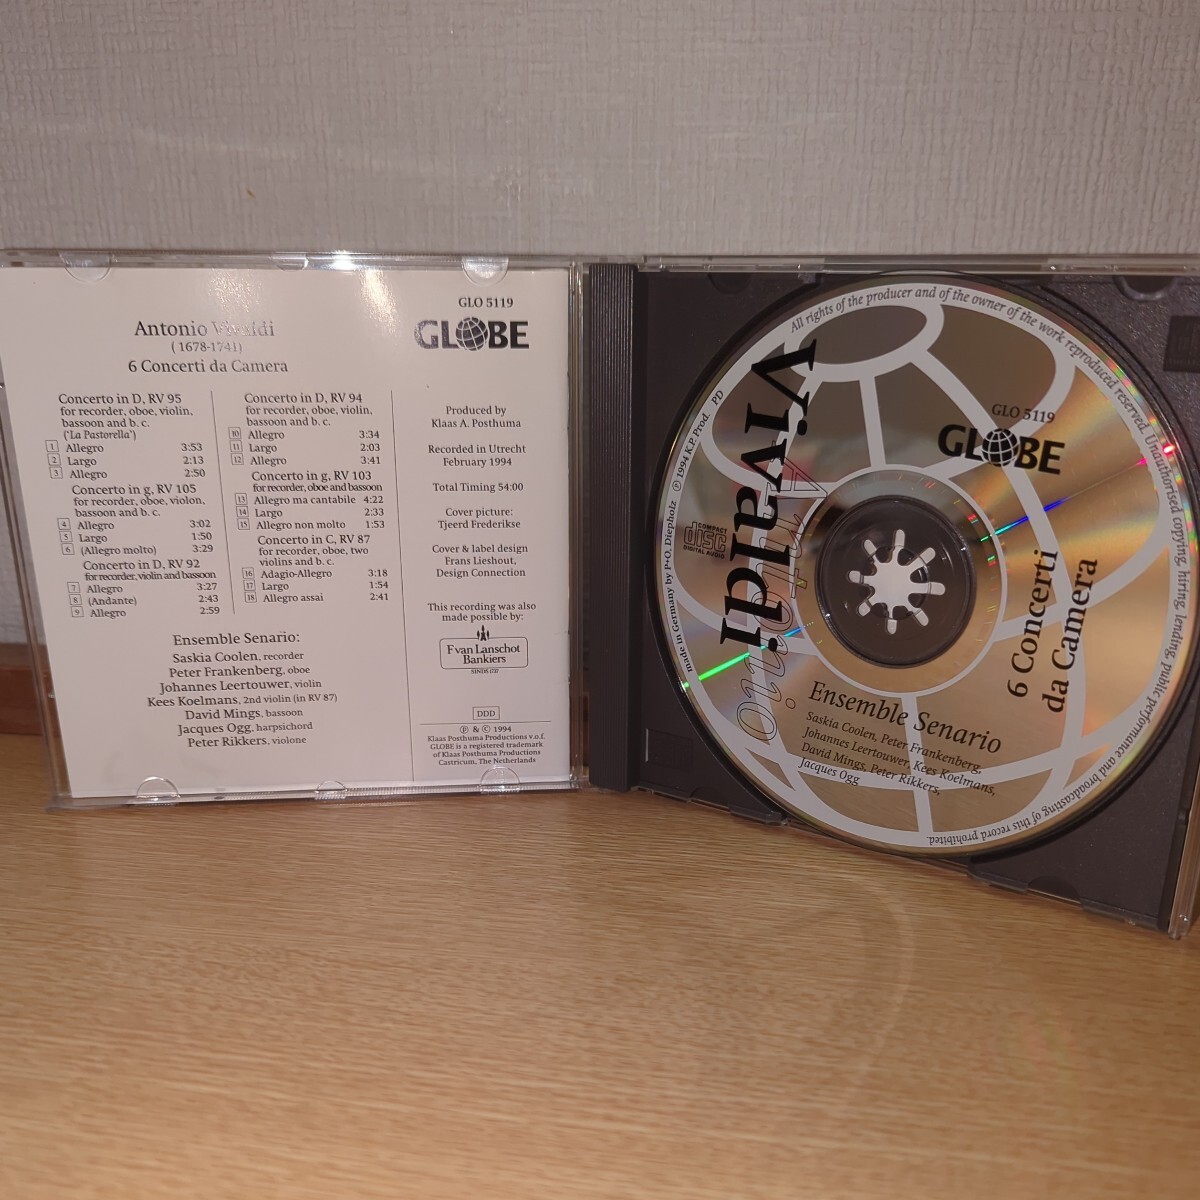 GLO 5119
GLOBE
Antonio Vivaldi
(1678-1741)
6 Concerti da Camera
Concerto in D, RV 95
for recorder, oboe, violin,
bassoon and b. c.
('La Pastorella')
1 Allegro 3:53
2 Largo 2:13
3 Allegro 2:50
Concerto in g, RV 105
for recorder, oboe, violon,
bassoon and b. c.
4 Allegro 3:02
5 Largo 1:50
6 (Allegro molto) 3:29
Concerto in D, RV 92
for recorder, violin and bassoon
7 Allegro 3:27
8 (Andante) 2:43
9 Allegro 2:59
Concerto in D, RV 94
for recorder, oboe, violin,
bassoon and b. c.
10 Allegro 3:34
11 Largo 2:03
12 Allegro 3:41
Concerto in g, RV 103
for recorder, oboe and bassoon
13 Allegro ma cantabile 4:22
14 Largo 2:33
15 Allegro non molto 1:53
Concerto in C, RV 87
for recorder, oboe, two
violins and b. c.
16 Adagio-Allegro 3:18
17 Largo 1:54
18 Allegro assai 2:41
Ensemble Senario:
Saskia Coolen, recorder
Peter Frankenberg, oboe
Johannes Leertouwer, violin
Kees Koelmans, 2nd violin (in RV 87)
David Mings, bassoon
Jacques Ogg, harpsichord
Peter Rikkers, violone
Produced by
Klaas A. Posthuma
Recorded in Utrecht
February 1994
Total Timing 54:00
Cover picture:
Tjeerd Frederikse
Cover & label design
Frans Lieshout,
Design Connection
This recording was also
made possible by:
F. van Lanschot
Bankiers
SINDS 1737
DDD
℗ & © 1994
Klaas Posthuma Productions v.o.f.
GLOBE is a registered trademark
of Klaas Posthuma Productions
Castricum, The Netherlands
All rights of the producer and of the owner of the work reproduced reserved. Unauthorised copying, hiring, lending, public performance and broadcasting of this record prohibited.
made in Germany by P+O, Diepholz ℗ 1994 K.P. Prod. PD
GLO 5119
GLOBE
Antonio
Vivaldi
COMPACT
disc
DIGITAL AUDIO
6 Concerti
da Camera
Ensemble Senario
Saskia Coolen, Peter Frankenberg,
Johannes Leertouwer, Kees Koelmans,
David Mings, Peter Rikkers,
Jacques Ogg